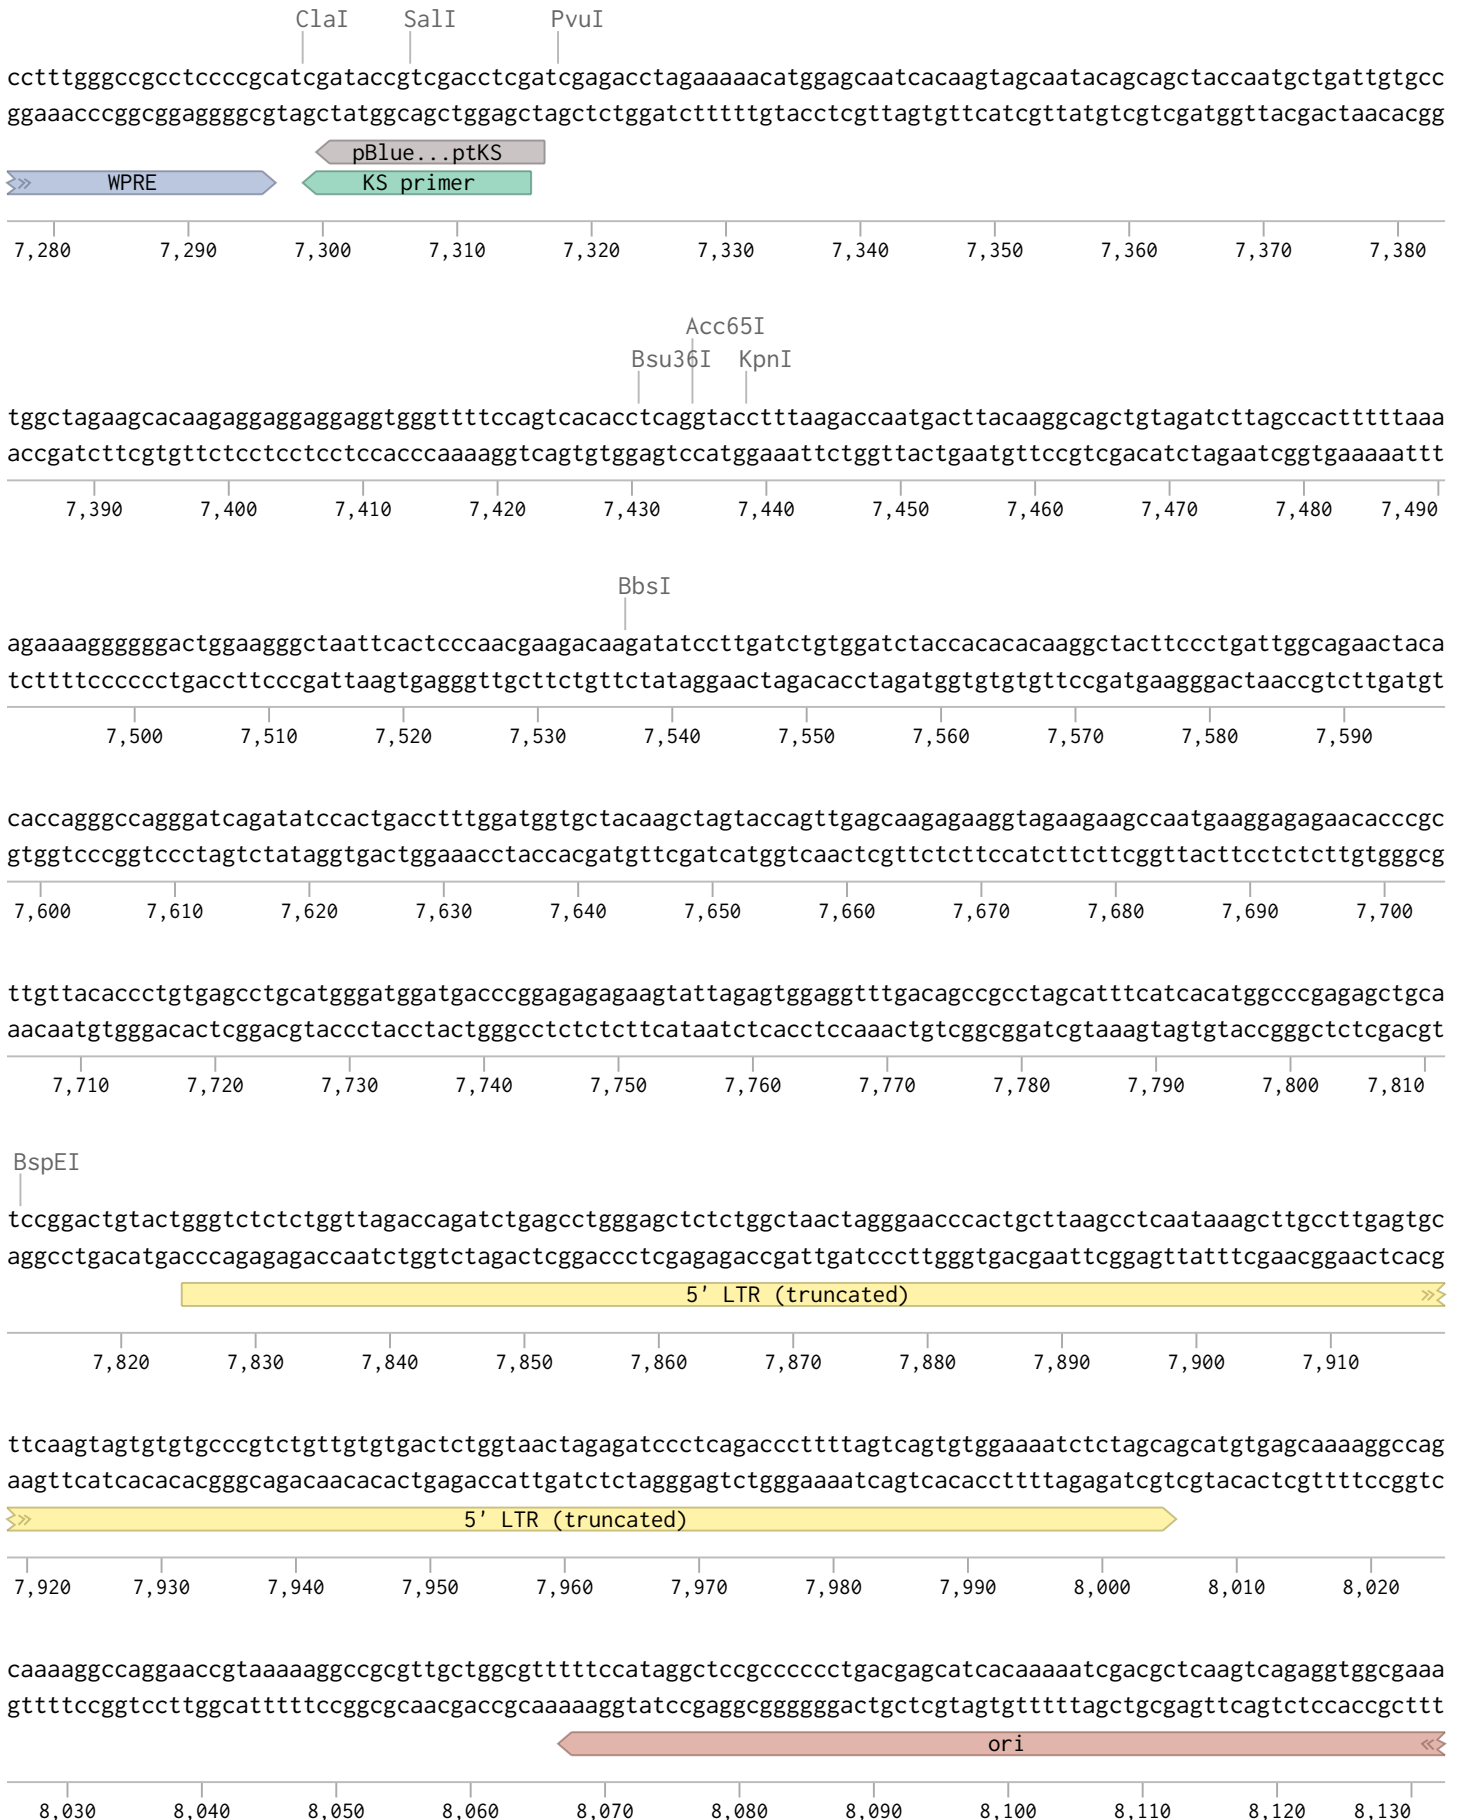 ClaI SalI PvuI
cctttgggccgcctccccgcatcgataccgtcgacctcgatcgagacctagaaaaacatggagcaatcacaagtagcaatacagcagctaccaatgctgattgtgcc
ggaaacccggcggaggggcgtagctatggcagctggagctagctctggatctttttgtacctcgttagtgttcatcgttatgtcgtcgatggttacgactaacacgg
pBlue...ptKS
WPRE KS primer
7,280 7,290 7,300 7,310 7,320 7,330 7,340 7,350 7,360 7,370 7,380
Acc65I
Bsu36I KpnI
tggctagaagcacaagaggaggaggaggtgggttttccagtcacacctcaggtacctttaagaccaatgacttacaaggcagctgtagatcttagccactttttaaa
accgatcttcgtgttctcctcctcctccacccaaaaggtcagtgtggagtccatggaaattctggttactgaatgttccgtcgacatctagaatcggtgaaaaattt
7,390 7,400 7,410 7,420 7,430 7,440 7,450 7,460 7,470 7,480 7,490
BbsI
agaaaaggggggactggaagggctaattcactcccaacgaagacaagatatccttgatctgtggatctaccacacacaaggctacttccctgattggcagaactaca
tcttttcccccctgaccttcccgattaagtgagggttgcttctgttctataggaactagacacctagatggtgtgtgttccgatgaagggactaaccgtcttgatgt
7,500 7,510 7,520 7,530 7,540 7,550 7,560 7,570 7,580 7,590
caccagggccagggatcagatatccactgacctttggatggtgctacaagctagtaccagttgagcaagagaaggtagaagaagccaatgaaggagagaacacccgc
gtggtcccggtccctagtctataggtgactggaaacctaccacgatgttcgatcatggtcaactcgttctcttccatcttcttcggttacttcctctcttgtgggcg
7,600 7,610 7,620 7,630 7,640 7,650 7,660 7,670 7,680 7,690 7,700
ttgttacaccctgtgagcctgcatgggatggatgacccggagagagaagtattagagtggaggtttgacagccgcctagcatttcatcacatggcccgagagctgca
aacaatgtgggacactcggacgtaccctacctactgggcctctctcttcataatctcacctccaaactgtcggcggatcgtaaagtagtgtaccgggctctcgacgt
7,710 7,720 7,730 7,740 7,750 7,760 7,770 7,780 7,790 7,800 7,810
BspEI
tccggactgtactgggtctctctggttagaccagatctgagcctgggagctctctggctaactagggaacccactgcttaagcctcaataaagcttgccttgagtgc
aggcctgacatgacccagagagaccaatctggtctagactcggaccctcgagagaccgattgatcccttgggtgacgaattcggagttatttcgaacggaactcacg
5' LTR (truncated)
7,820 7,830 7,840 7,850 7,860 7,870 7,880 7,890 7,900 7,910
ttcaagtagtgtgtgcccgtctgttgtgtgactctggtaactagagatccctcagacccttttagtcagtgtggaaaatctctagcagcatgtgagcaaaaggccag
aagttcatcacacacgggcagacaacacactgagaccattgatctctagggagtctgggaaaatcagtcacaccttttagagatcgtcgtacactcgttttccggtc
5' LTR (truncated)
7,920 7,930 7,940 7,950 7,960 7,970 7,980 7,990 8,000 8,010 8,020
caaaaggccaggaaccgtaaaaaggccgcgttgctggcgtttttccataggctccgcccccctgacgagcatcacaaaaatcgacgctcaagtcagaggtggcgaaa
gttttccggtccttggcatttttccggcgcaacgaccgcaaaaaggtatccgaggcggggggactgctcgtagtgtttttagctgcgagttcagtctccaccgcttt
ori
8,030 8,040 8,050 8,060 8,070 8,080 8,090 8,100 8,110 8,120 8,130